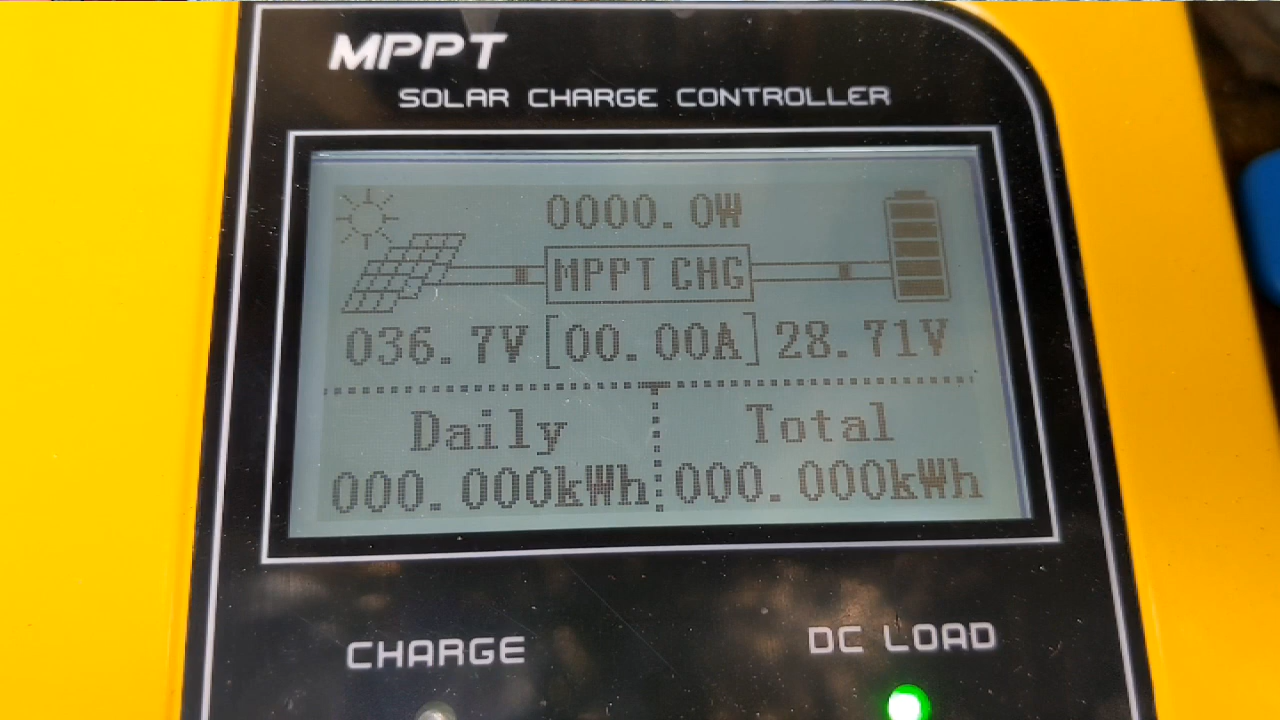 MPPT
SOLAR CHARGE CONTROLLER
0000.0W
MPPT CHG
036.7V [00.00A] 28.71V
Daily Total
000.000kWh 000.000kWh
CHARGE DC LOAD